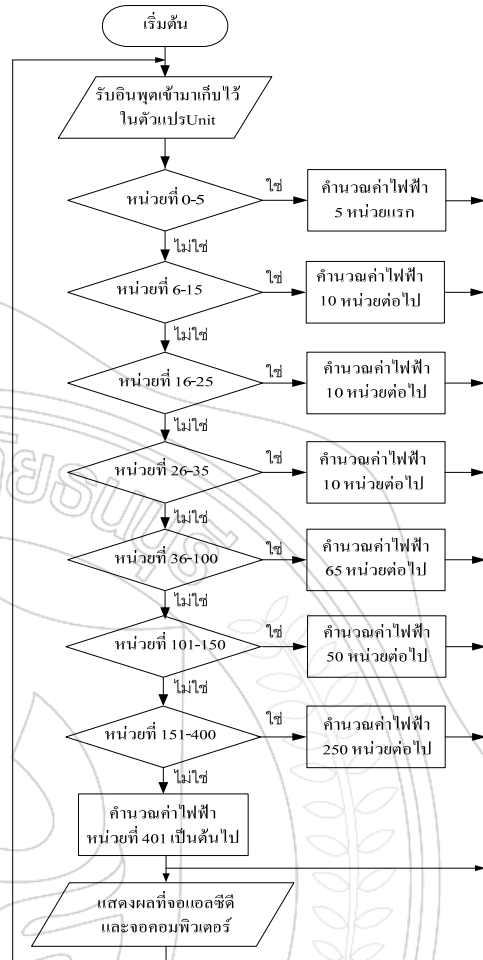 เริ่มต้น
รับอินพุตเข้ามาเก็บไว้
ในตัวแปรUnit
หน่วยที่ 0-5
ใช่
คำนวณค่าไฟฟ้า
5 หน่วยแรก
ไม่ใช่
หน่วยที่ 6-15
ใช่
คำนวณค่าไฟฟ้า
10 หน่วยต่อไป
ไม่ใช่
หน่วยที่ 16-25
ใช่
คำนวณค่าไฟฟ้า
10 หน่วยต่อไป
ไม่ใช่
หน่วยที่ 26-35
ใช่
คำนวณค่าไฟฟ้า
10 หน่วยต่อไป
ไม่ใช่
หน่วยที่ 36-100
ใช่
คำนวณค่าไฟฟ้า
65 หน่วยต่อไป
ไม่ใช่
หน่วยที่ 101-150
ใช่
คำนวณค่าไฟฟ้า
50 หน่วยต่อไป
ไม่ใช่
หน่วยที่ 151-400
ใช่
คำนวณค่าไฟฟ้า
250 หน่วยต่อไป
ไม่ใช่
คำนวณค่าไฟฟ้า
หน่วยที่ 401 เป็นต้นไป
แสดงผลที่จอแอลซีดี
และจอคอมพิวเตอร์